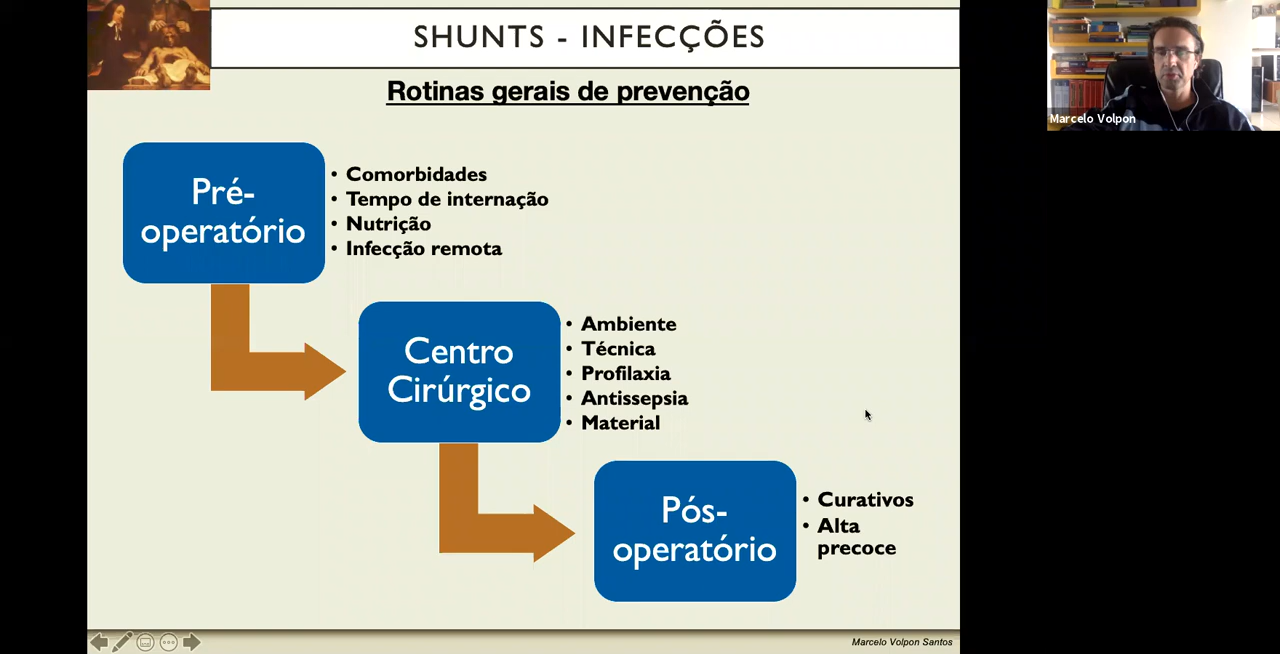 SHUNTS - INFECÇÕES
Rotinas gerais de prevenção
Marcelo Volpon
Pré-
operatório
• Comorbidades
• Tempo de internação
• Nutrição
• Infecção remota
Centro
Cirúrgico
• Ambiente
• Técnica
• Profilaxia
• Antissepsia
• Material
Pós-
operatório
• Curativos
• Alta
precoce
Marcelo Volpon Santos